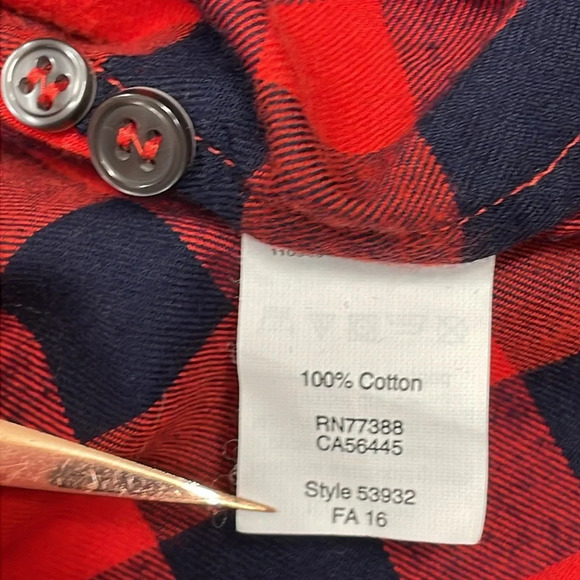 100% Cotton
RN77388
CA56445
Style 53932
FA 16